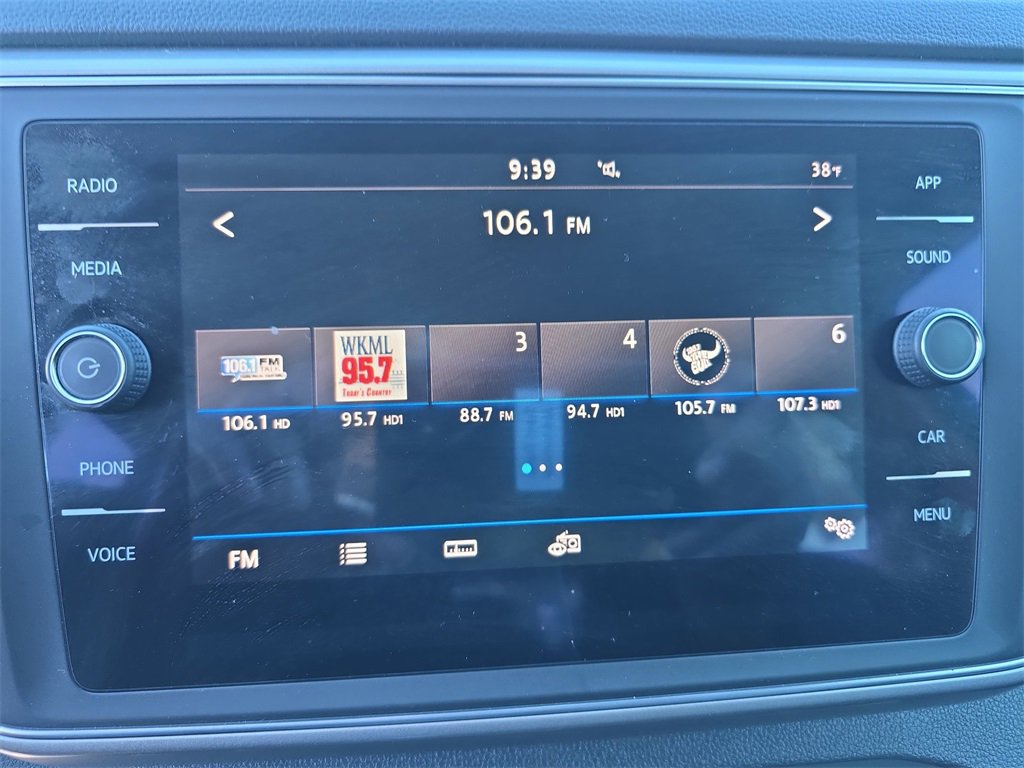 9:39 38°F
RADIO
APP
< 106.1 FM >
MEDIA
SOUND
106.1 FM
TALK
WKML
95.7
TODAY'S COUNTRY
3
4
6
106.1 HD
95.7 HD1
88.7 FM
94.7 HD1
105.7 FM
107.3 HD1
PHONE
CAR
VOICE
FM
MENU